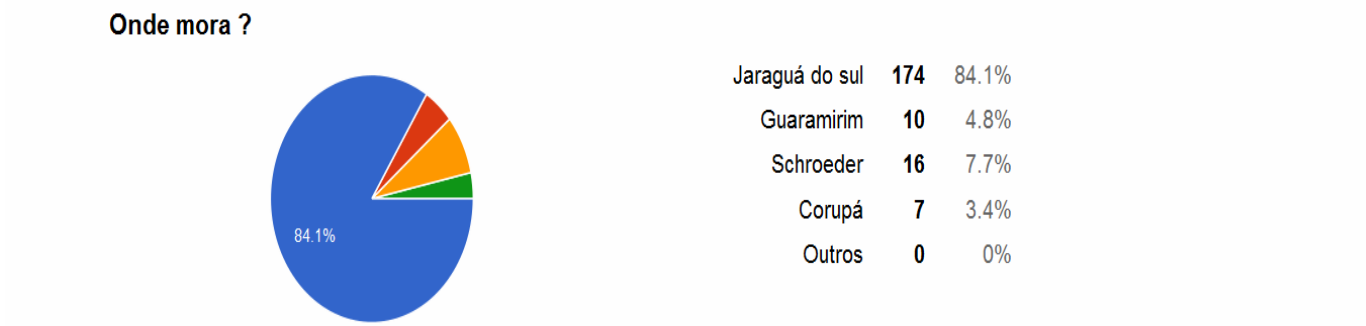 Onde mora ?
84.1%
Jaraguá do sul 174 84.1%
Guaramirim 10 4.8%
Schroeder 16 7.7%
Corupá 7 3.4%
Outros 0 0%